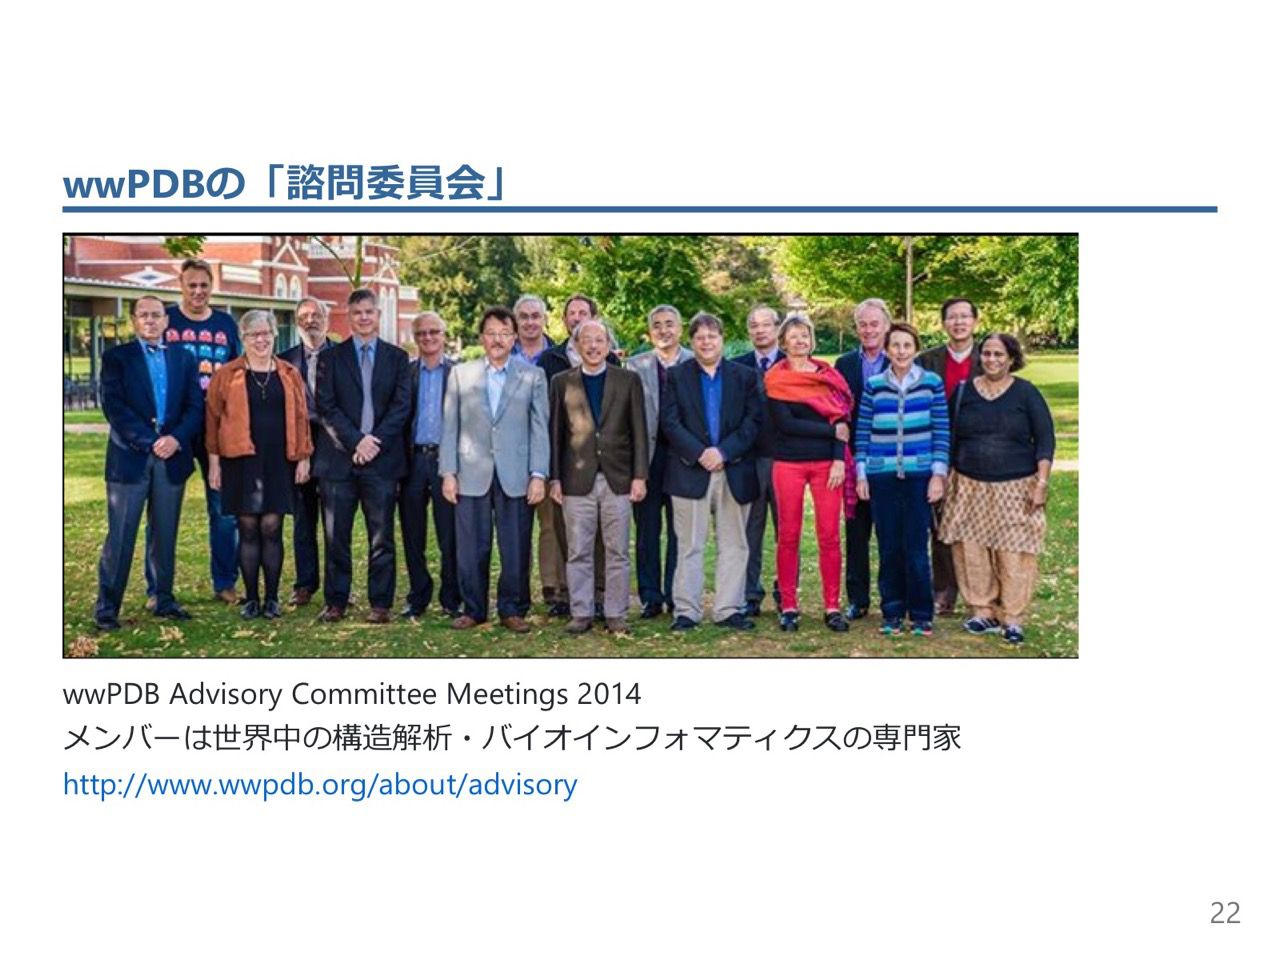 wwPDBの「諮問委員会」
wwPDB Advisory Committee Meetings 2014
メンバーは世界中の構造解析・バイオインフォマティクスの専門家
http://www.wwpdb.org/about/advisory
22